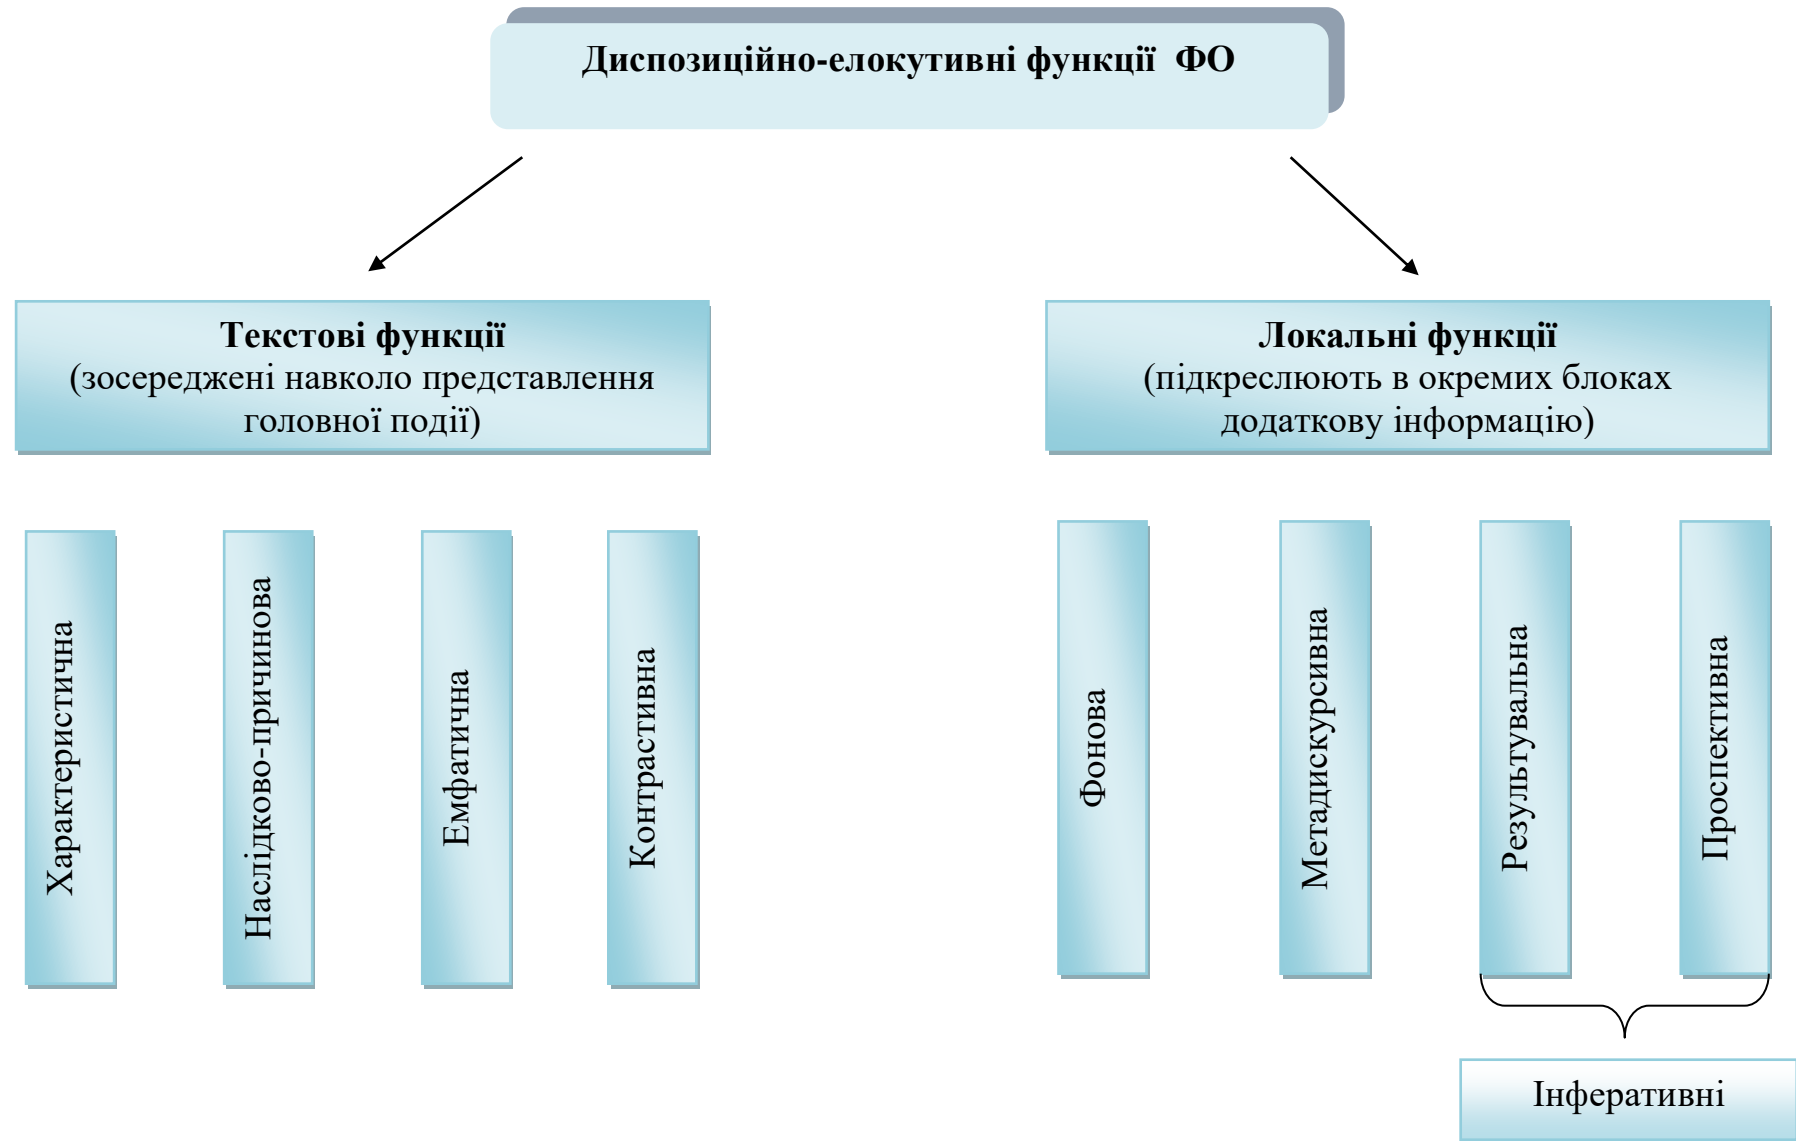 Диспозиційно-елокутивні функції ФО
Текстові функції
(зосереджені навколо представлення
головної події)
Локальні функції
(підкреслюють в окремих блоках
додаткову інформацію)
Характеристична
Наслідково-причинова
Емфатична
Контрастивна
Фонова
Метадискурсивна
Результувальна
Проспективна
Інферативні